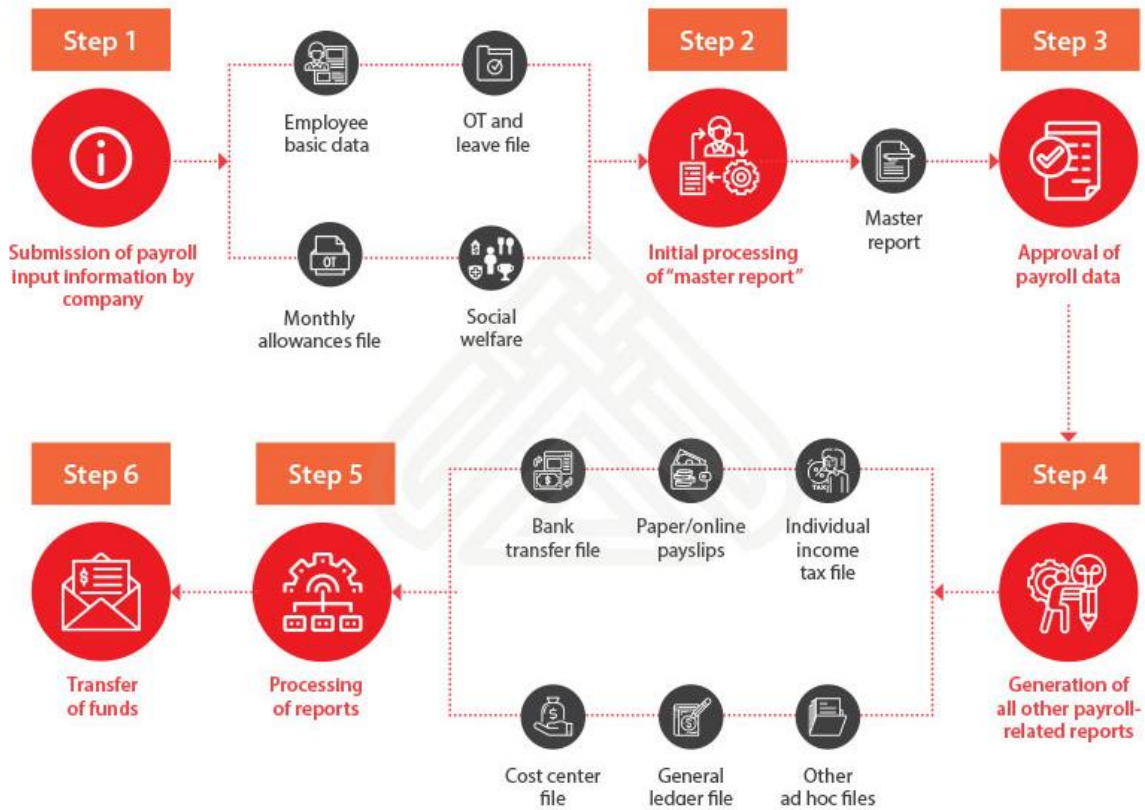 Step 1
Step 2
Step 3
Employee
basic data
OT and
leave file
Master
report
Submission of payroll
input information by
company
OT
Monthly
allowances file
Social
welfare
Initial processing
of “master report”
Approval of
payroll data
Step 6
Step 5
Step 4
TAX
Bank
transfer file
Paper/online
payslips
Individual
income
tax file
Transfer
of funds
Processing
of reports
Generation of
all other payroll-
related reports
Cost center
file
General
ledger file
Other
ad hoc files